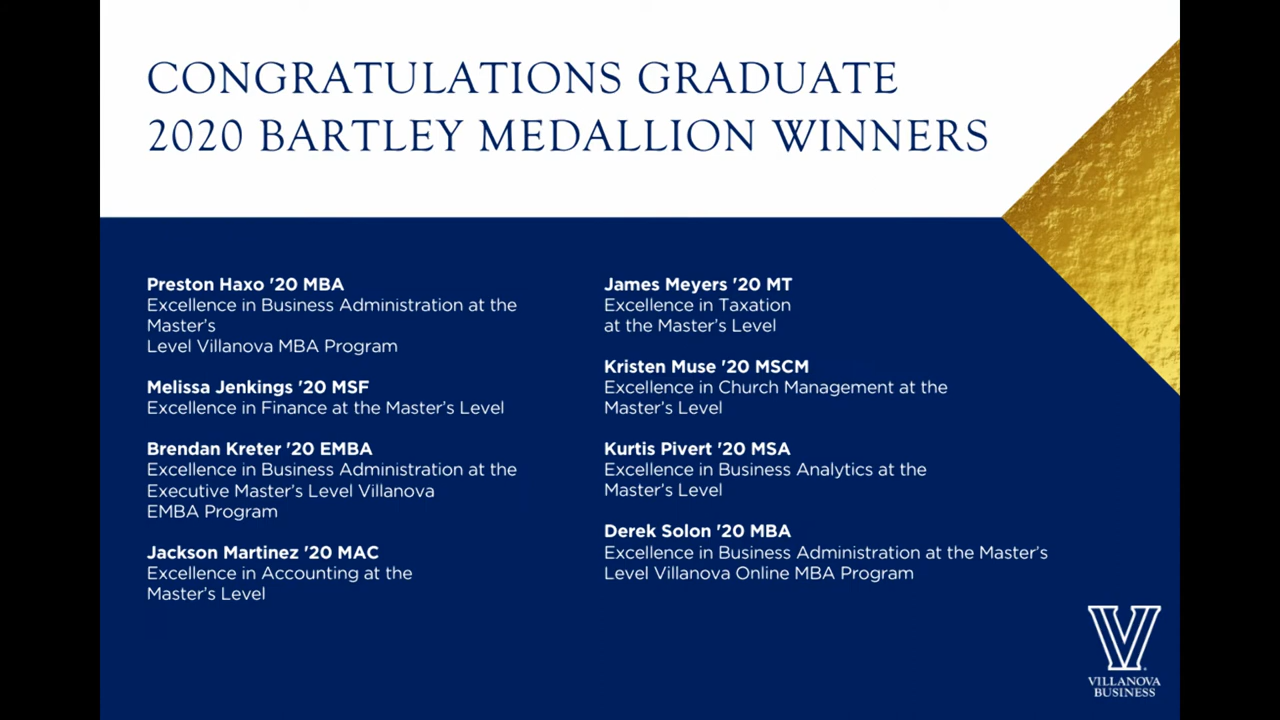 CONGRATULATIONS GRADUATE
2020 BARTLEY MEDALLION WINNERS
Preston Haxo '20 MBA
Excellence in Business Administration at the
Master's
Level Villanova MBA Program
Melissa Jenkings '20 MSF
Excellence in Finance at the Master's Level
Brendan Kreter '20 EMBA
Excellence in Business Administration at the
Executive Master's Level Villanova
EMBA Program
Jackson Martinez '20 MAC
Excellence in Accounting at the
Master's Level
James Meyers '20 MT
Excellence in Taxation
at the Master's Level
Kristen Muse '20 MSCM
Excellence in Church Management at the
Master's Level
Kurtis Pivert '20 MSA
Excellence in Business Analytics at the
Master's Level
Derek Solon '20 MBA
Excellence in Business Administration at the Master's
Level Villanova Online MBA Program
V
VILLANOVA
BUSINESS